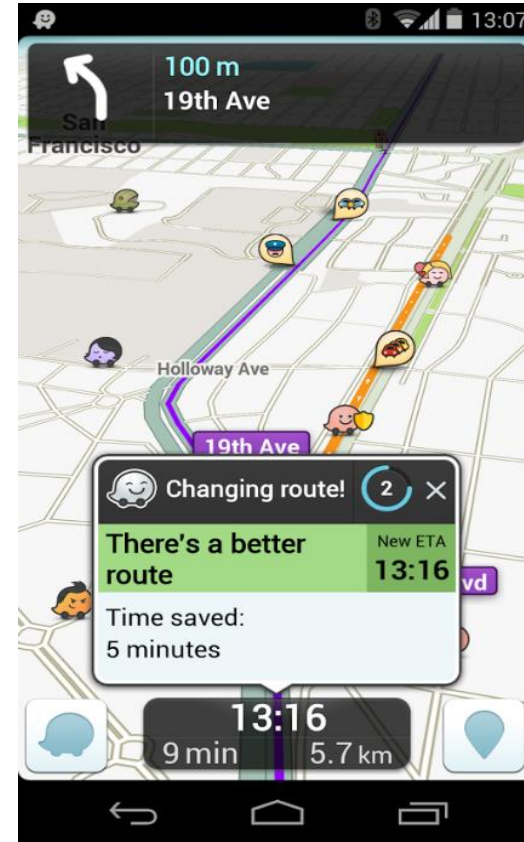 13:07
100 m
19th Ave
San
Francisco
Holloway Ave
19th Ave
Changing route!
2
There's a better
route
New ETA
13:16
vd
Time saved:
5 minutes
13:16
9 min
5.7 km